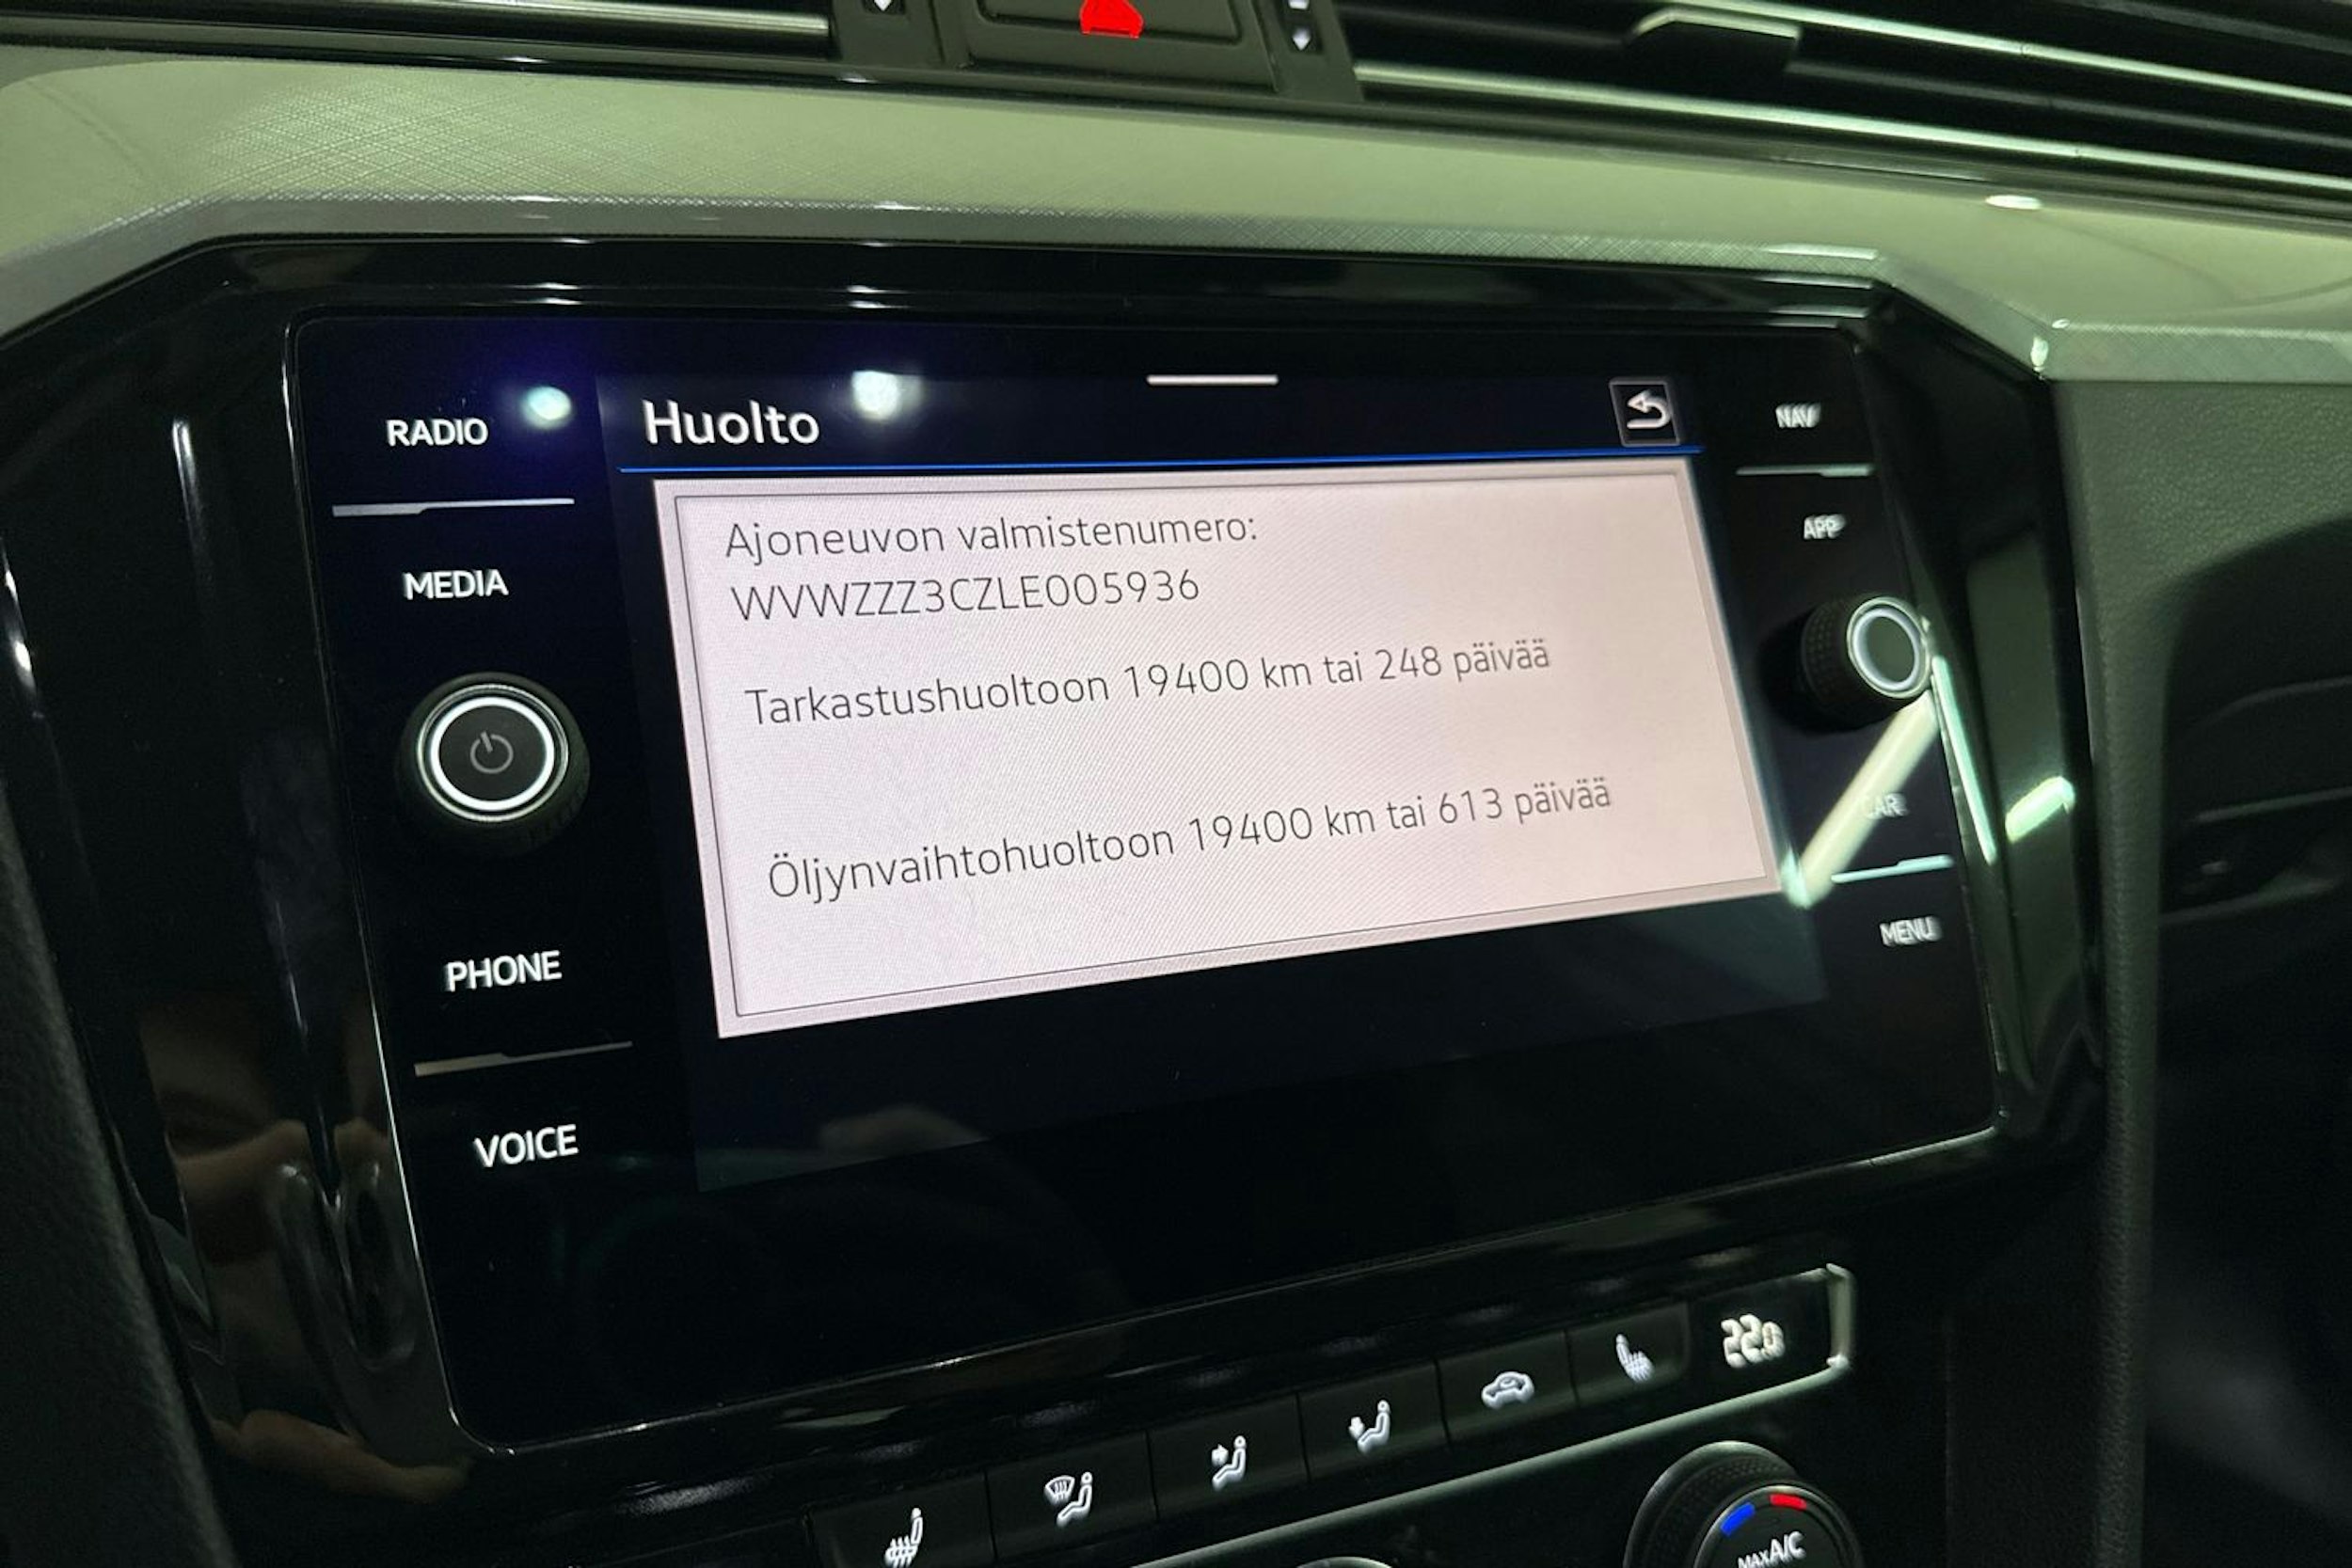 RADIO
MEDIA
PHONE
VOICE
Huolto
Ajoneuvon valmistenumero:
WVWZZZ3CZLE005936
Tarkastushuoltoon 19400 km tai 248 päivää
Öljynvaihtohuoltoon 19400 km tai 613 päivää
NAV
APP
CAR
MENU
22.0
MAX A/C